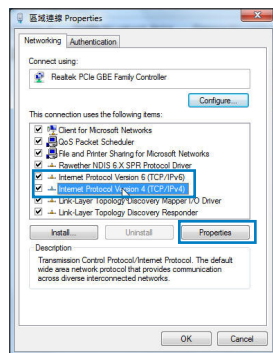 區域連線 Properties
Networking Authentication
Connect using:
Realtek PCIe GBE Family Controller
Configure...
This connection uses the following items:
Client for Microsoft Networks
QoS Packet Scheduler
File and Printer Sharing for Microsoft Networks
Rawether NDIS 6.X SPR Protocol Driver
Internet Protocol Version 6 (TCP/IPv6)
Internet Protocol Version 4 (TCP/IPv4)
Link-Layer Topology Discovery Mapper I/O Driver
Link-Layer Topology Discovery Responder
Install... Uninstall Properties
Description
Transmission Control Protocol/Internet Protocol. The default
wide area network protocol that provides communication
across diverse interconnected networks.
OK Cancel